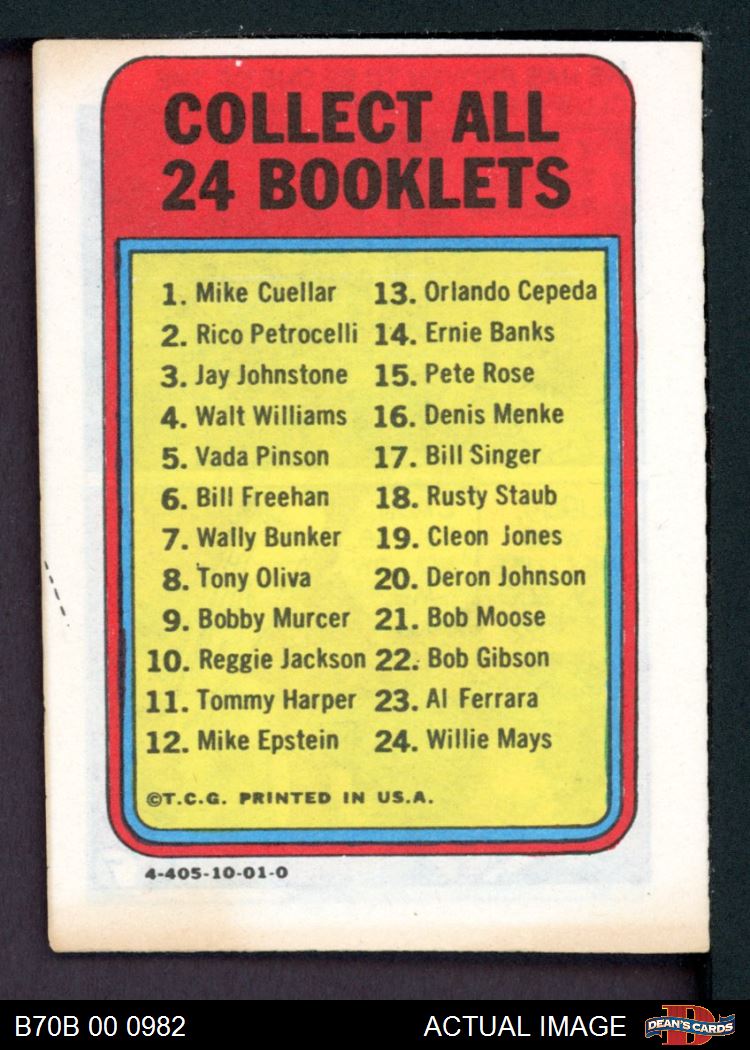 COLLECT ALL
24 BOOKLETS
1. Mike Cuellar
2. Rico Petrocelli
3. Jay Johnstone
4. Walt Williams
5. Vada Pinson
6. Bill Freehan
7. Wally Bunker
8. Tony Oliva
9. Bobby Murcer
10. Reggie Jackson
11. Tommy Harper
12. Mike Epstein
13. Orlando Cepeda
14. Ernie Banks
15. Pete Rose
16. Denis Menke
17. Bill Singer
18. Rusty Staub
19. Cleon Jones
20. Deron Johnson
21. Bob Moose
22. Bob Gibson
23. Al Ferrara
24. Willie Mays
©T.C.G. PRINTED IN U.S.A.
4-405-10-01-0
B70B 00 0982
ACTUAL IMAGE
D
DEAN'S CARDS